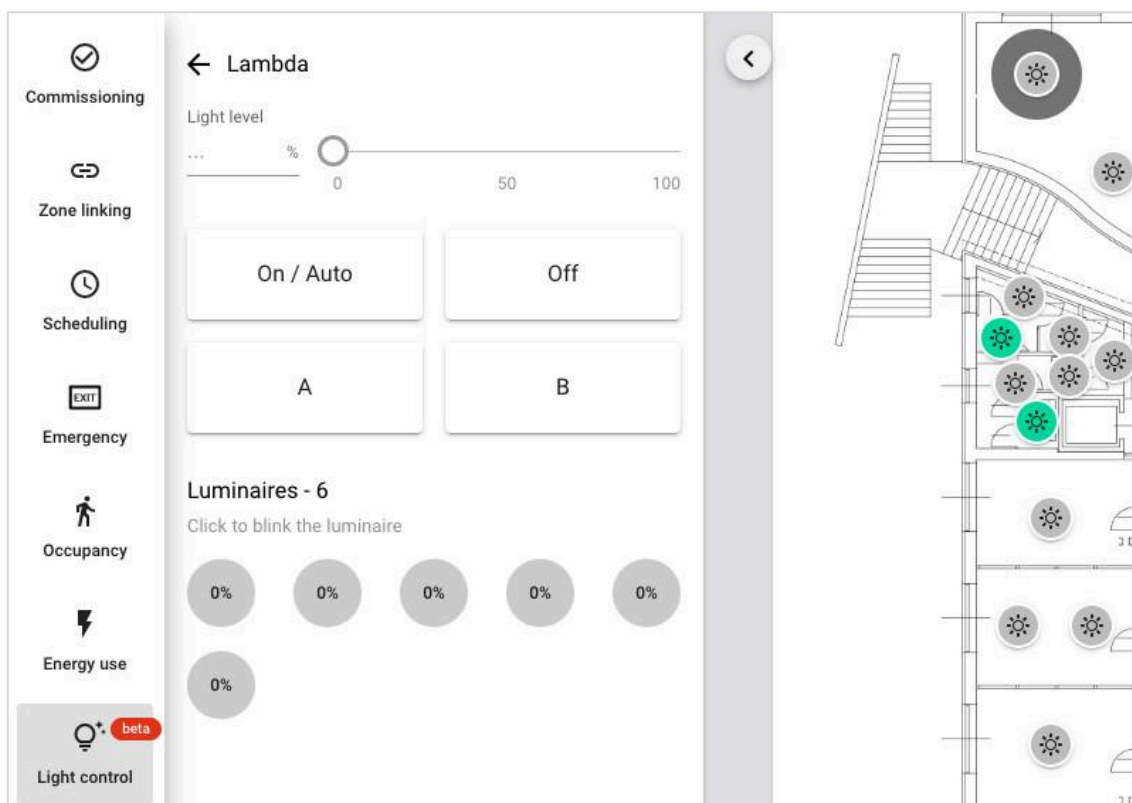 Commissioning
Zone linking
Scheduling
EXIT
Emergency
Occupancy
Energy use
beta
Light control
Lambda
Light level
... %
0 50 100
On / Auto Off
A B
Luminaires - 6
Click to blink the luminaire
0% 0% 0% 0% 0%
0%